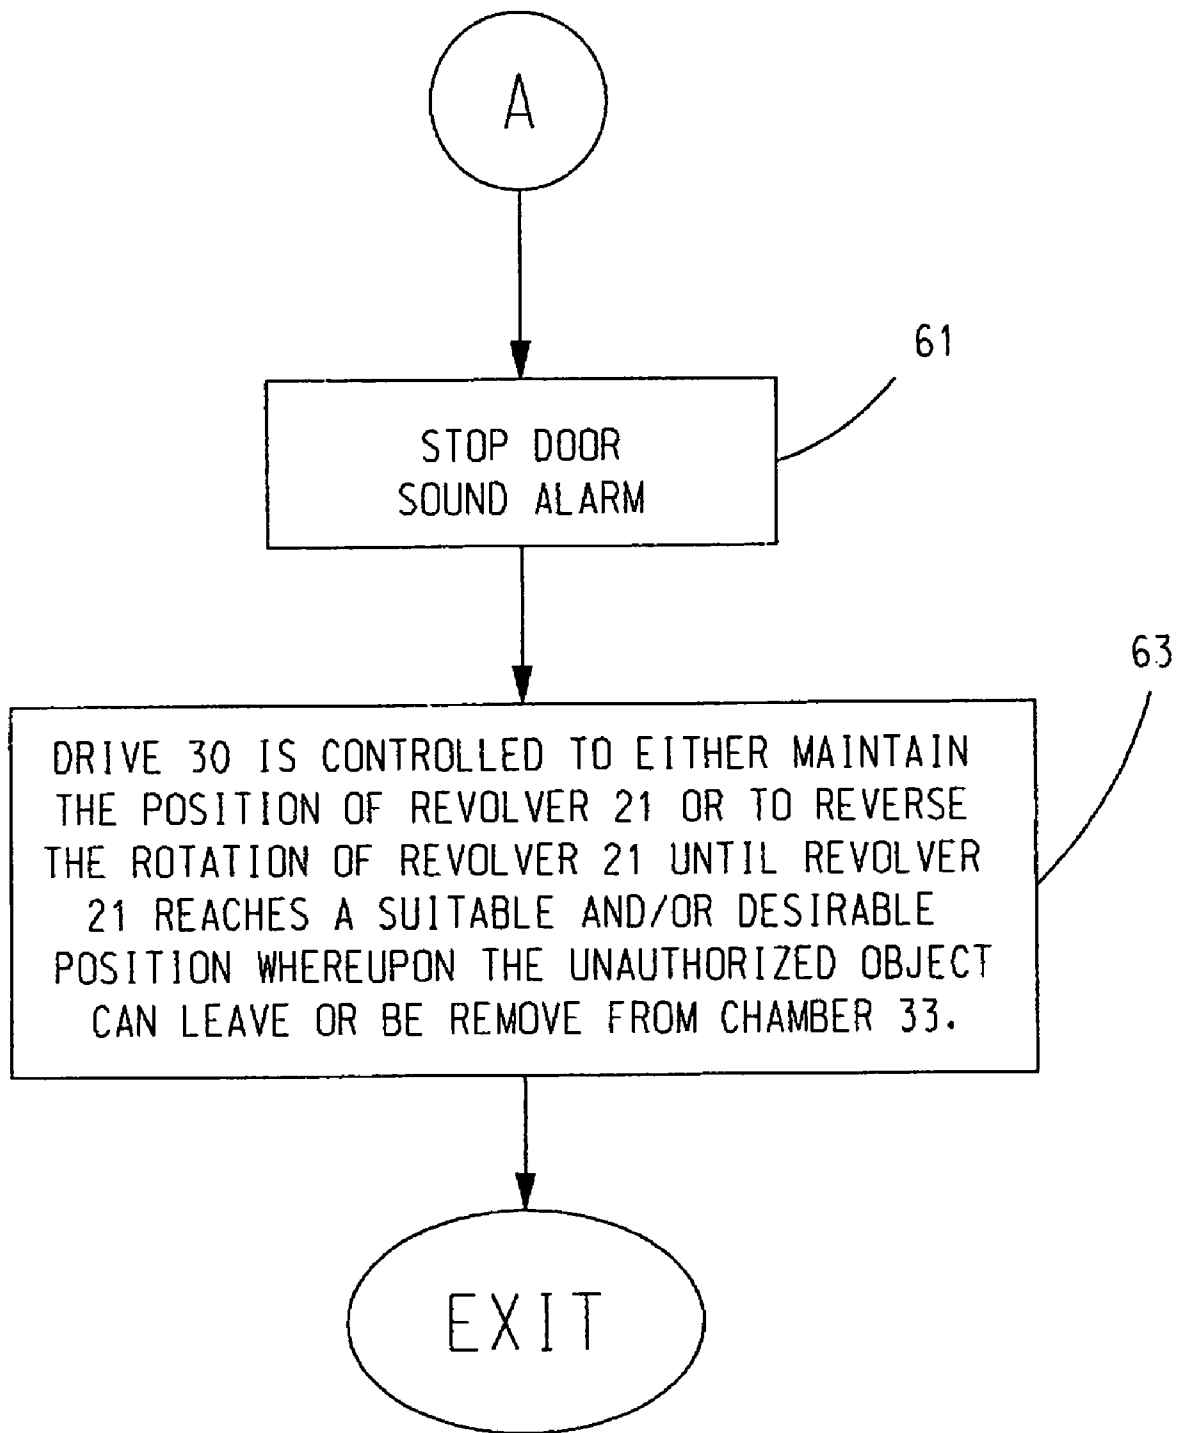 A
61
STOP DOOR
SOUND ALARM
63
DRIVE 30 IS CONTROLLED TO EITHER MAINTAIN
THE POSITION OF REVOLVER 21 OR TO REVERSE
THE ROTATION OF REVOLVER 21 UNTIL REVOLVER
21 REACHES A SUITABLE AND/OR DESIRABLE
POSITION WHEREUPON THE UNAUTHORIZED OBJECT
CAN LEAVE OR BE REMOVE FROM CHAMBER 33.
EXIT